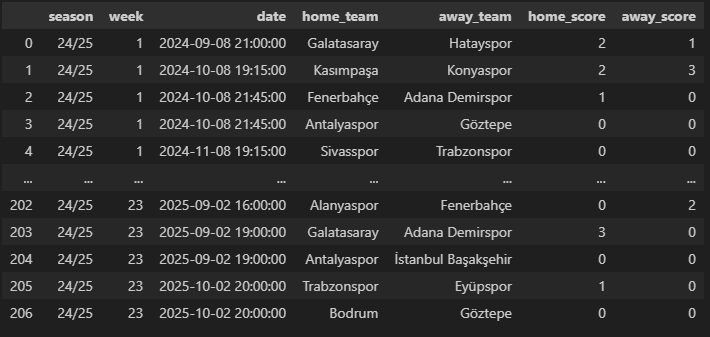 season week date home_team away_team home_score away_score
0 24/25 1 2024-09-08 21:00:00 Galatasaray Hatayspor 2 1
1 24/25 1 2024-10-08 19:15:00 Kasımpaşa Konyaspor 2 3
2 24/25 1 2024-10-08 21:45:00 Fenerbahçe Adana Demirspor 1 0
3 24/25 1 2024-10-08 21:45:00 Antalyaspor Göztepe 0 0
4 24/25 1 2024-11-08 19:15:00 Sivasspor Trabzonspor 0 0
... ... ... ... ... ... ... ...
202 24/25 23 2025-09-02 16:00:00 Alanyaspor Fenerbahçe 0 2
203 24/25 23 2025-09-02 19:00:00 Galatasaray Adana Demirspor 3 0
204 24/25 23 2025-09-02 19:00:00 Antalyaspor İstanbul Başakşehir 0 0
205 24/25 23 2025-10-02 20:00:00 Trabzonspor Eyüpspor 1 0
206 24/25 23 2025-10-02 20:00:00 Bodrum Göztepe 0 0